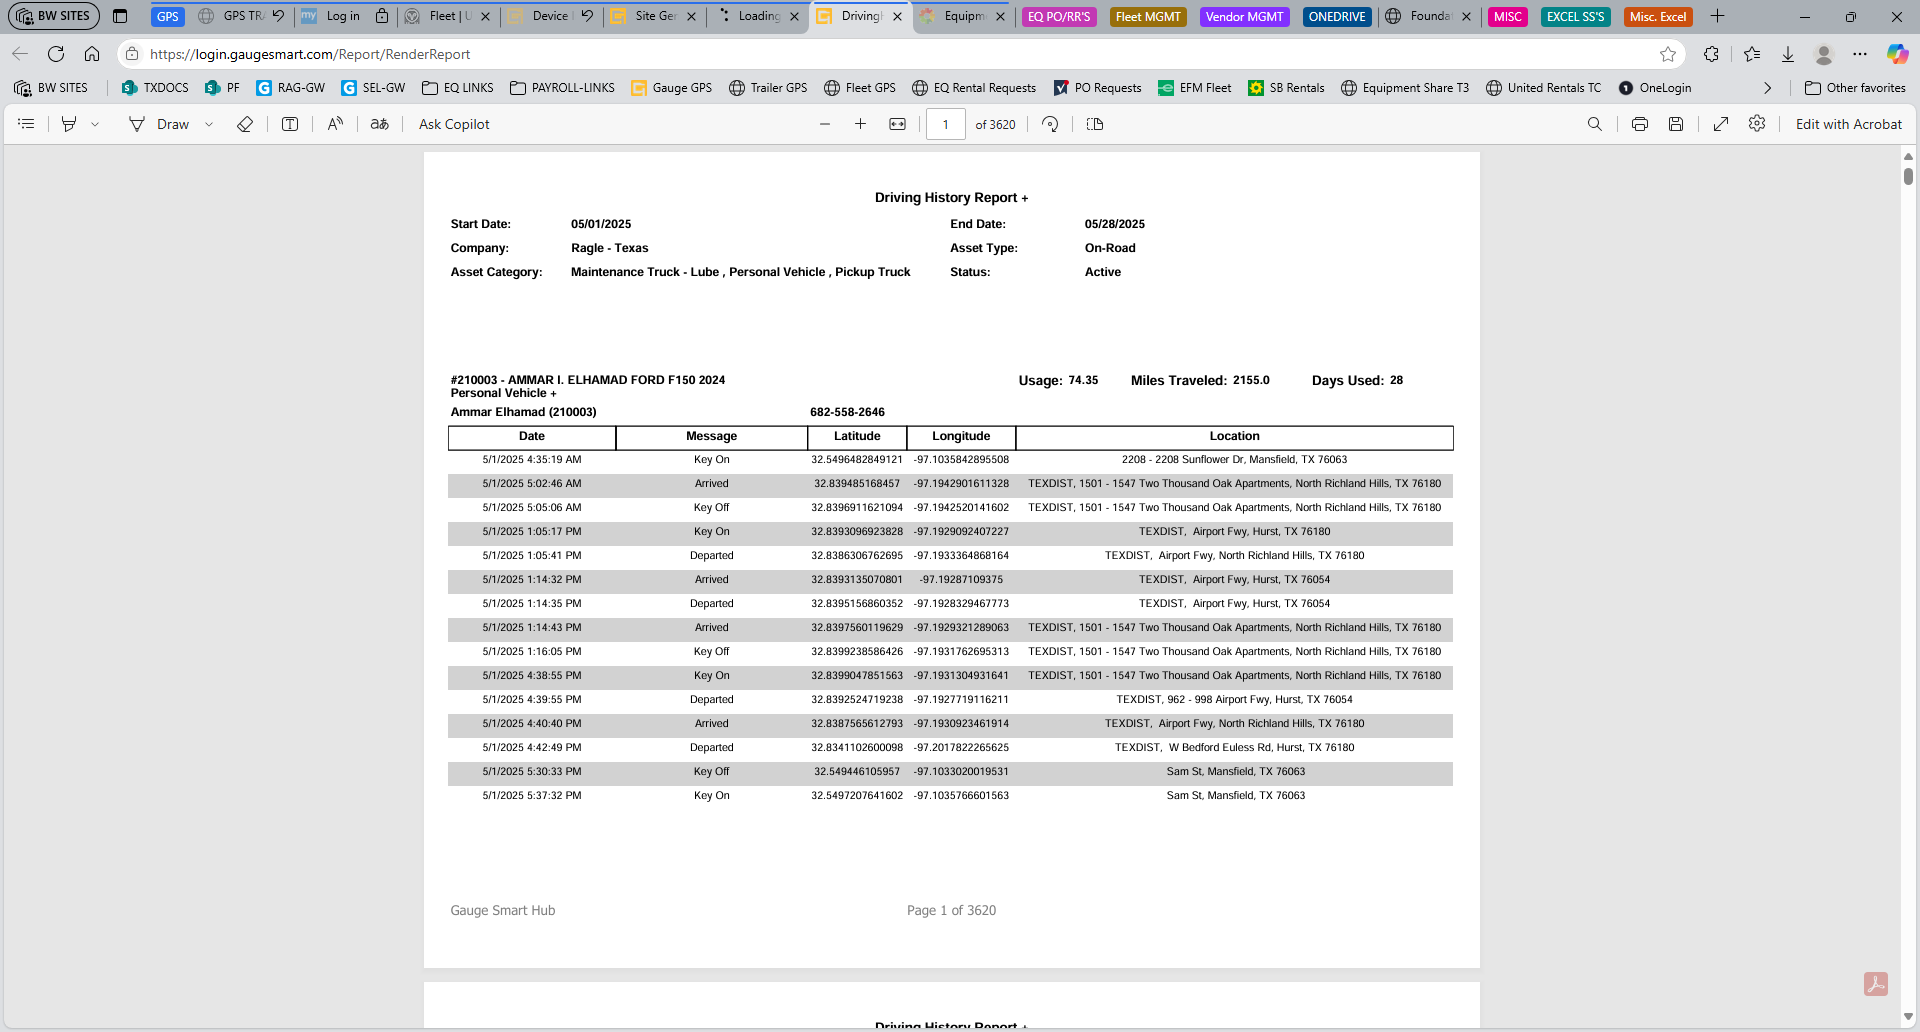 BW SITES GPS GPS TRA Log in Fleet | U Device Site Ger Loading Driving Equipm EQ PO/RR'S Fleet MGMT Vendor MGMT ONEDRIVE Founda MISC EXCEL SS'S Misc. Excel
https://login.gaugesmart.com/Report/RenderReport
BW SITES TXDOCS PF RAG-GW SEL-GW EQ LINKS PAYROLL-LINKS Gauge GPS Trailer GPS Fleet GPS EQ Rental Requests PO Requests EFM Fleet SB Rentals Equipment Share T3 United Rentals TC OneLogin Other favorites
Draw Ask Copilot 1 of 3620 Edit with Acrobat
Driving History Report +
Start Date: 05/01/2025 End Date: 05/28/2025
Company: Ragle - Texas Asset Type: On-Road
Asset Category: Maintenance Truck - Lube , Personal Vehicle , Pickup Truck Status: Active
#210003 - AMMAR I. ELHAMAD FORD F150 2024 Usage: 74.35 Miles Traveled: 2155.0 Days Used: 28
Personal Vehicle +
Ammar Elhamad (210003) 682-558-2646
Date Message Latitude Longitude Location
5/1/2025 4:35:19 AM Key On 32.5496482849121 -97.1035842895508 2208 - 2208 Sunflower Dr, Mansfield, TX 76063
5/1/2025 5:02:46 AM Arrived 32.839485168457 -97.1942901611328 TEXDIST, 1501 - 1547 Two Thousand Oak Apartments, North Richland Hills, TX 76180
5/1/2025 5:05:06 AM Key Off 32.8396911621094 -97.1942520141602 TEXDIST, 1501 - 1547 Two Thousand Oak Apartments, North Richland Hills, TX 76180
5/1/2025 1:05:17 PM Key On 32.8393096923828 -97.1929092407227 TEXDIST, Airport Fwy, Hurst, TX 76180
5/1/2025 1:05:41 PM Departed 32.8386306762695 -97.1933364868164 TEXDIST, Airport Fwy, North Richland Hills, TX 76180
5/1/2025 1:14:32 PM Arrived 32.8393135070801 -97.19287109375 TEXDIST, Airport Fwy, Hurst, TX 76054
5/1/2025 1:14:35 PM Departed 32.8395156860352 -97.1928329467773 TEXDIST, Airport Fwy, Hurst, TX 76054
5/1/2025 1:14:43 PM Arrived 32.8397560119629 -97.1929321289063 TEXDIST, 1501 - 1547 Two Thousand Oak Apartments, North Richland Hills, TX 76180
5/1/2025 1:16:05 PM Key Off 32.8399238586426 -97.1931762695313 TEXDIST, 1501 - 1547 Two Thousand Oak Apartments, North Richland Hills, TX 76180
5/1/2025 4:38:55 PM Key On 32.8399047851563 -97.1931304931641 TEXDIST, 1501 - 1547 Two Thousand Oak Apartments, North Richland Hills, TX 76180
5/1/2025 4:39:55 PM Departed 32.8392524719238 -97.1927719116211 TEXDIST, 962 - 998 Airport Fwy, Hurst, TX 76054
5/1/2025 4:40:40 PM Arrived 32.8387565612793 -97.1930923461914 TEXDIST, Airport Fwy, North Richland Hills, TX 76180
5/1/2025 4:42:49 PM Departed 32.8341102600098 -97.2017822265625 TEXDIST, W Bedford Euless Rd, Hurst, TX 76180
5/1/2025 5:30:33 PM Key Off 32.549446105957 -97.1033020019531 Sam St, Mansfield, TX 76063
5/1/2025 5:37:32 PM Key On 32.5497207641602 -97.1035766601563 Sam St, Mansfield, TX 76063
Gauge Smart Hub Page 1 of 3620
Driving History Report +